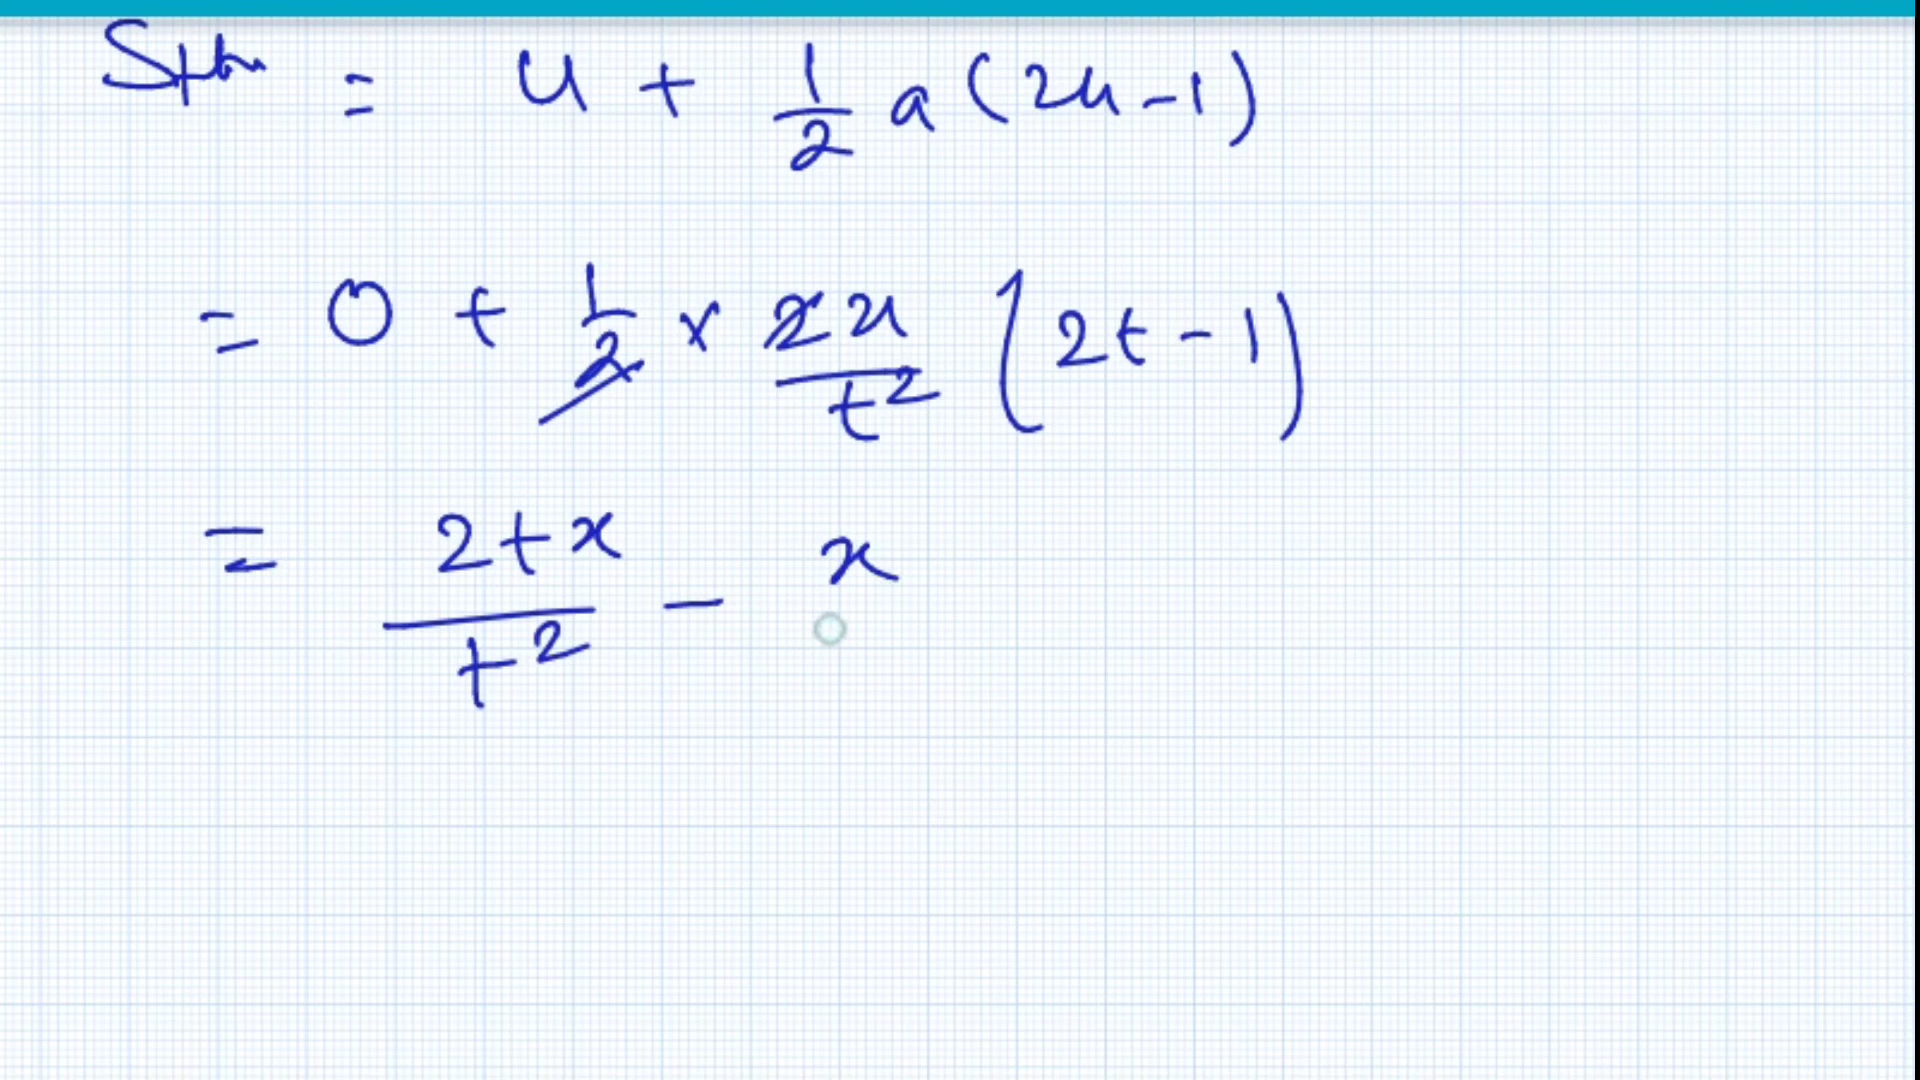 Sth = u + 1/2 a (2n - 1)
= 0 + 1/2 × 2x/t² (2t - 1)
= 2tx/t² - x